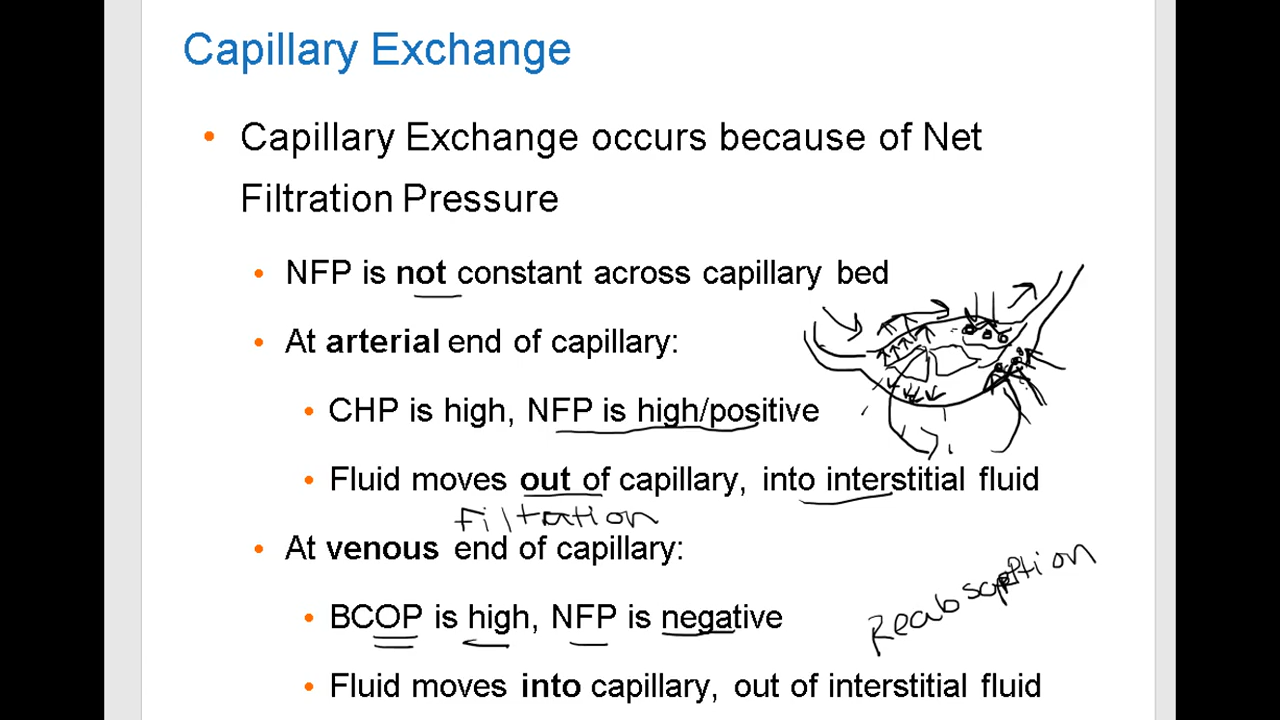 Capillary Exchange
• Capillary Exchange occurs because of Net
Filtration Pressure
• NFP is not constant across capillary bed
• At arterial end of capillary:
• CHP is high, NFP is high/positive
• Fluid moves out of capillary, into interstitial fluid
Filtration
• At venous end of capillary:
Reabsorption
• BCOP is high, NFP is negative
• Fluid moves into capillary, out of interstitial fluid